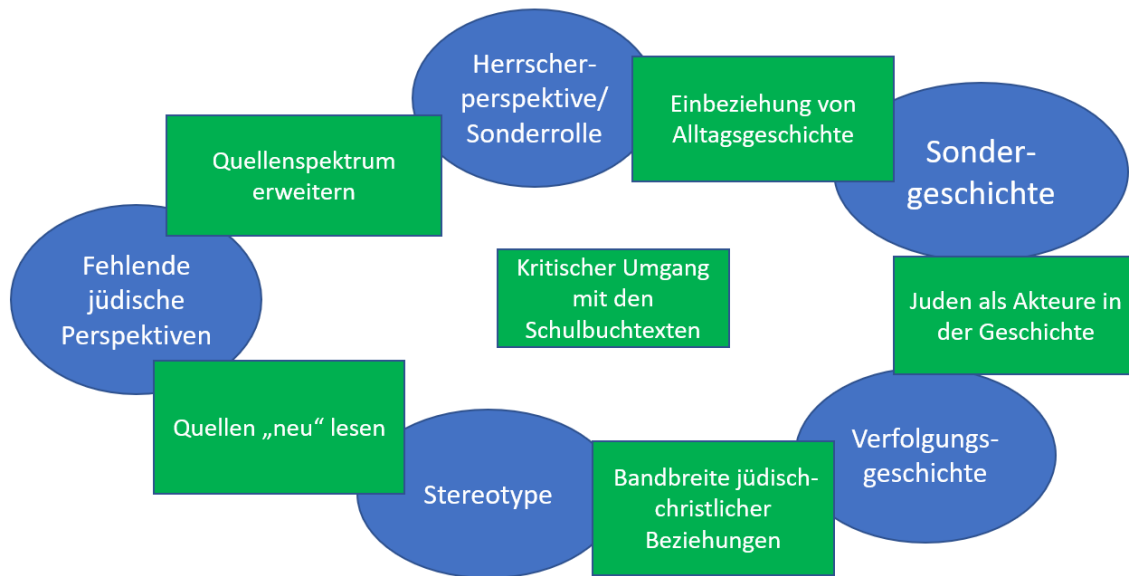 Herrscher-
perspektive/
Sonderrolle
Einbeziehung von
Alltagsgeschichte
Sonder-
geschichte
Quellenspektrum
erweitern
Fehlende
jüdische
Perspektiven
Kritischer Umgang
mit den
Schulbuchtexten
Juden als Akteure in
der Geschichte
Quellen „neu“ lesen
Stereotype
Bandbreite jüdisch-
christlicher
Beziehungen
Verfolgungs-
geschichte